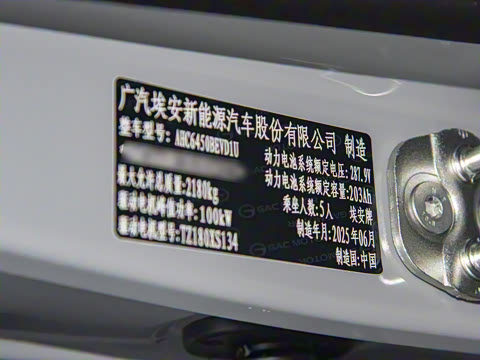 广汽埃安新能源汽车股份有限公司 制造
整车型号: AHC6450BEVD1U
动力电池系统额定电压: 287.9V
动力电池系统额定容量: 203Ah
最大允许总质量: 2180kg
乘坐人数: 5人 埃安牌
驱动电机峰值功率: 100kW
制造年月: 2025年06月
驱动电机型号: TZ180XS134
制造国: 中国
GAC MOTOR